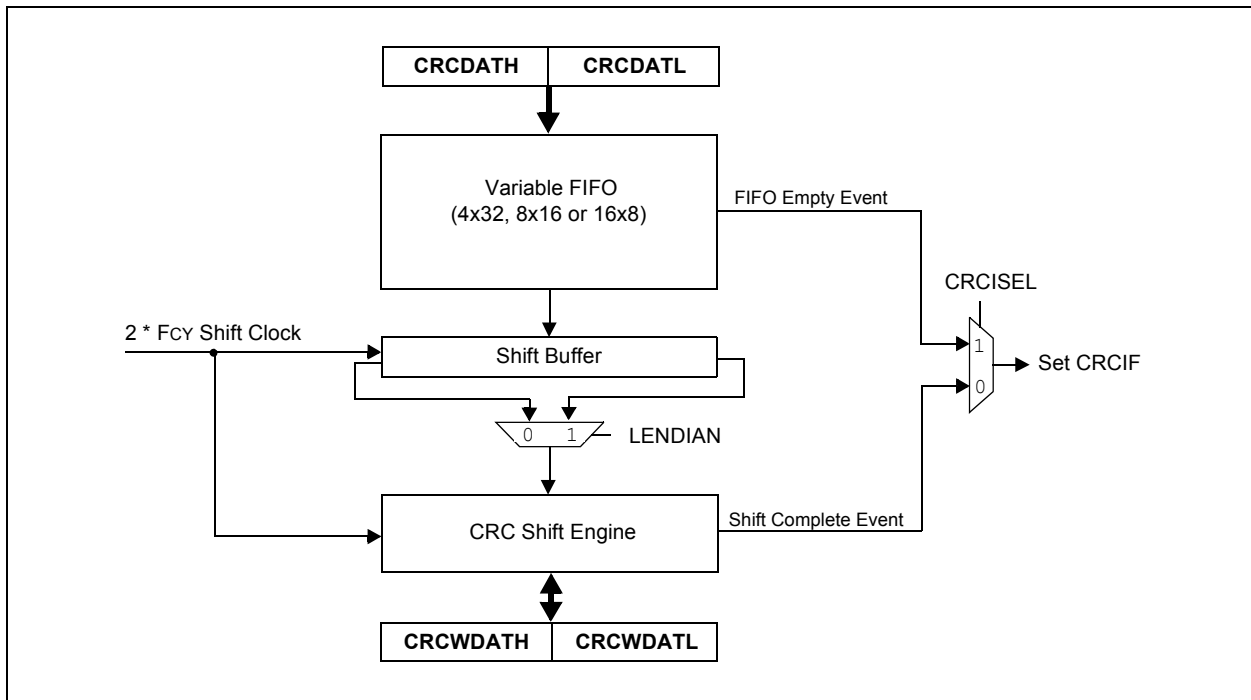 CRCDATH CRCDATL
Variable FIFO
(4x32, 8x16 or 16x8)
FIFO Empty Event
CRCISEL
2 * FCY Shift Clock
Shift Buffer
1
Set CRCIF
0
0 1
LENDIAN
CRC Shift Engine
Shift Complete Event
CRCWDATH CRCWDATL